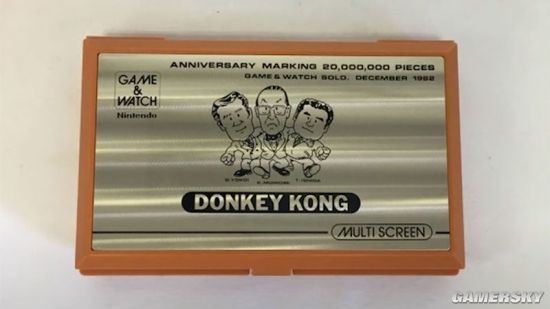 ANNIVERSARY MARKING 20,000,000 PIECES
GAME & WATCH SOLD. DECEMBER 1982
GAME
&
WATCH
Nintendo
DONKEY KONG
MULTI SCREEN
GAMERSKY